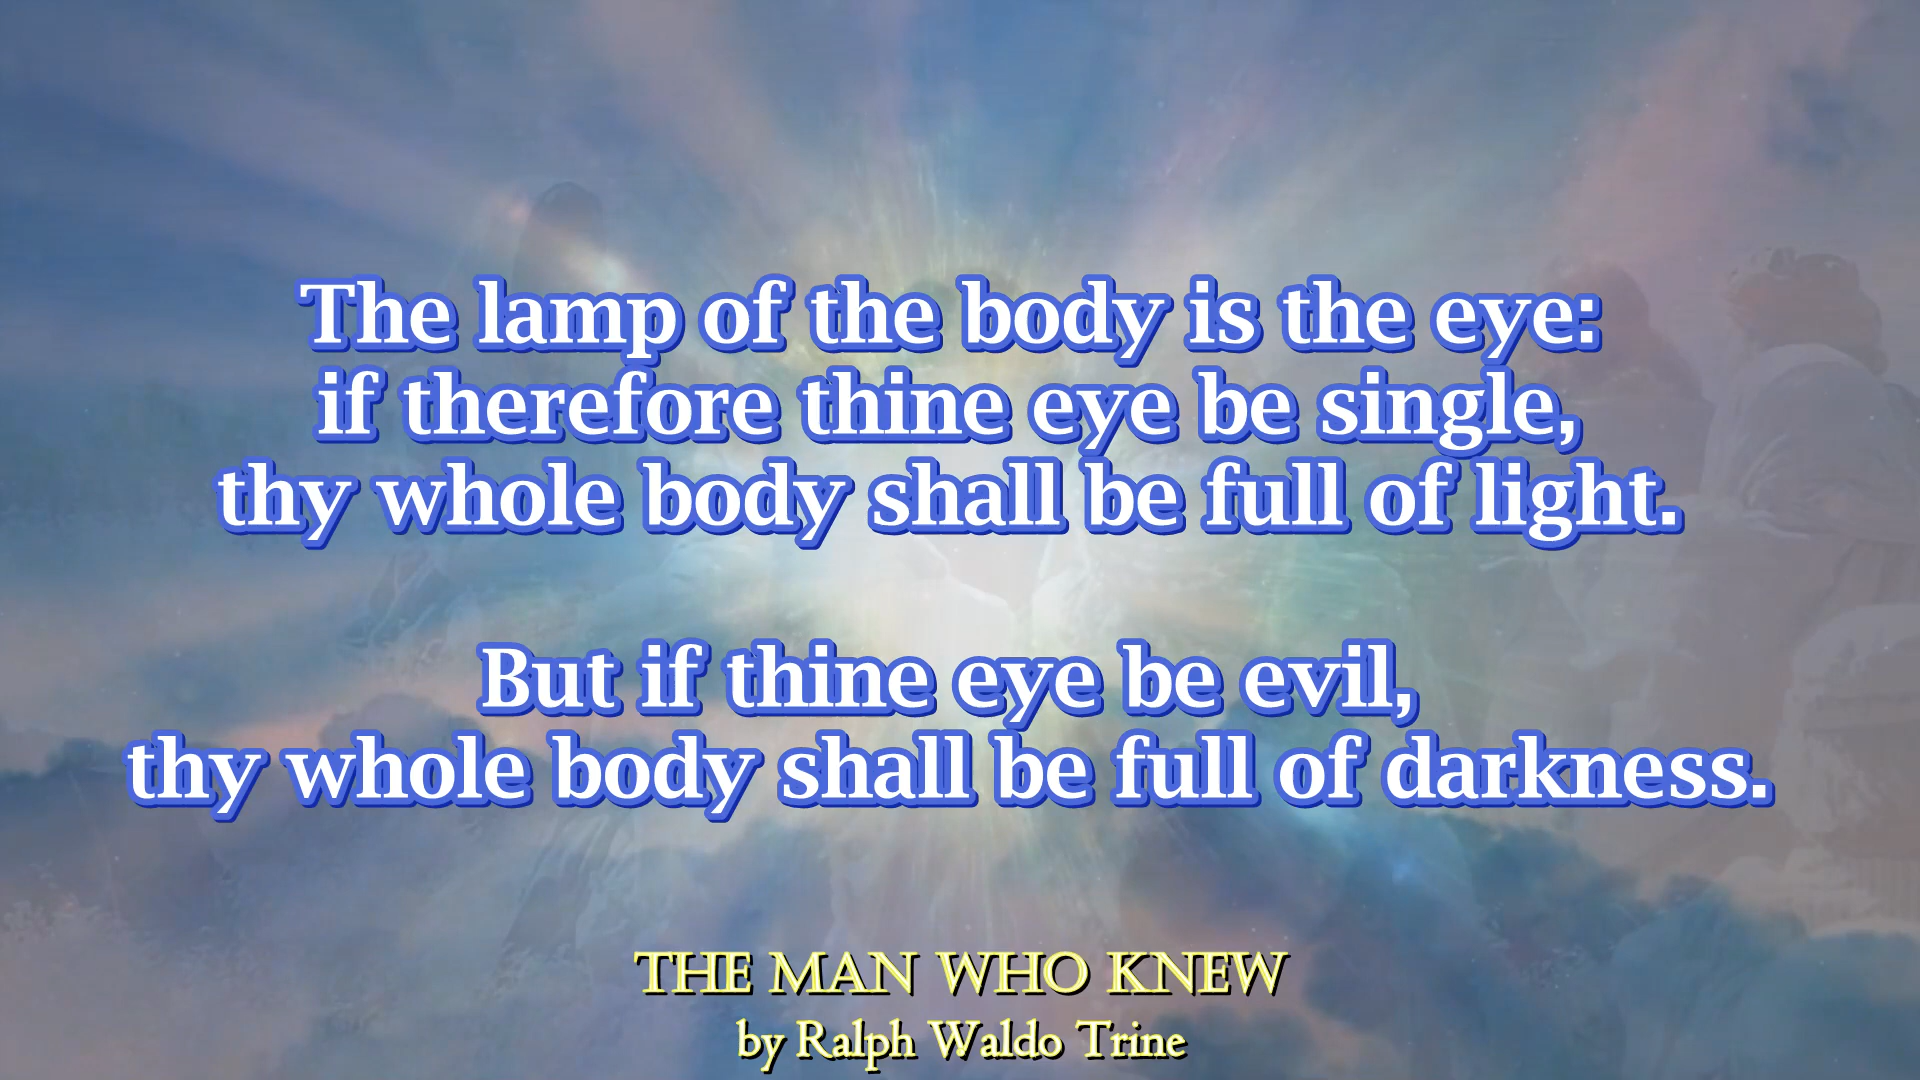 The lamp of the body is the eye:
if therefore thine eye be single,
thy whole body shall be full of light.
But if thine eye be evil,
thy whole body shall be full of darkness.
THE MAN WHO KNEW
by Ralph Waldo Trine